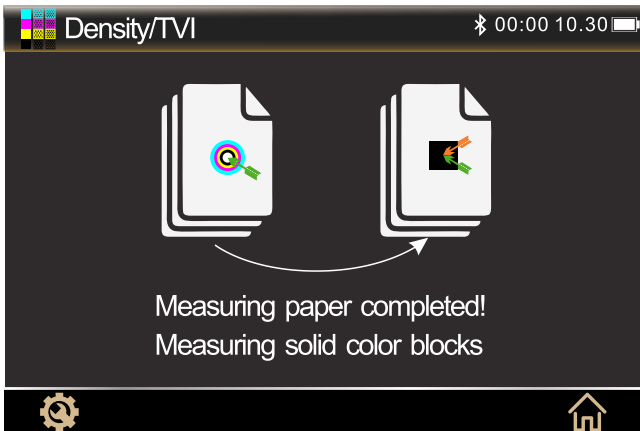 Density/TVI
00:00 10.30
Measuring paper completed!
Measuring solid color blocks